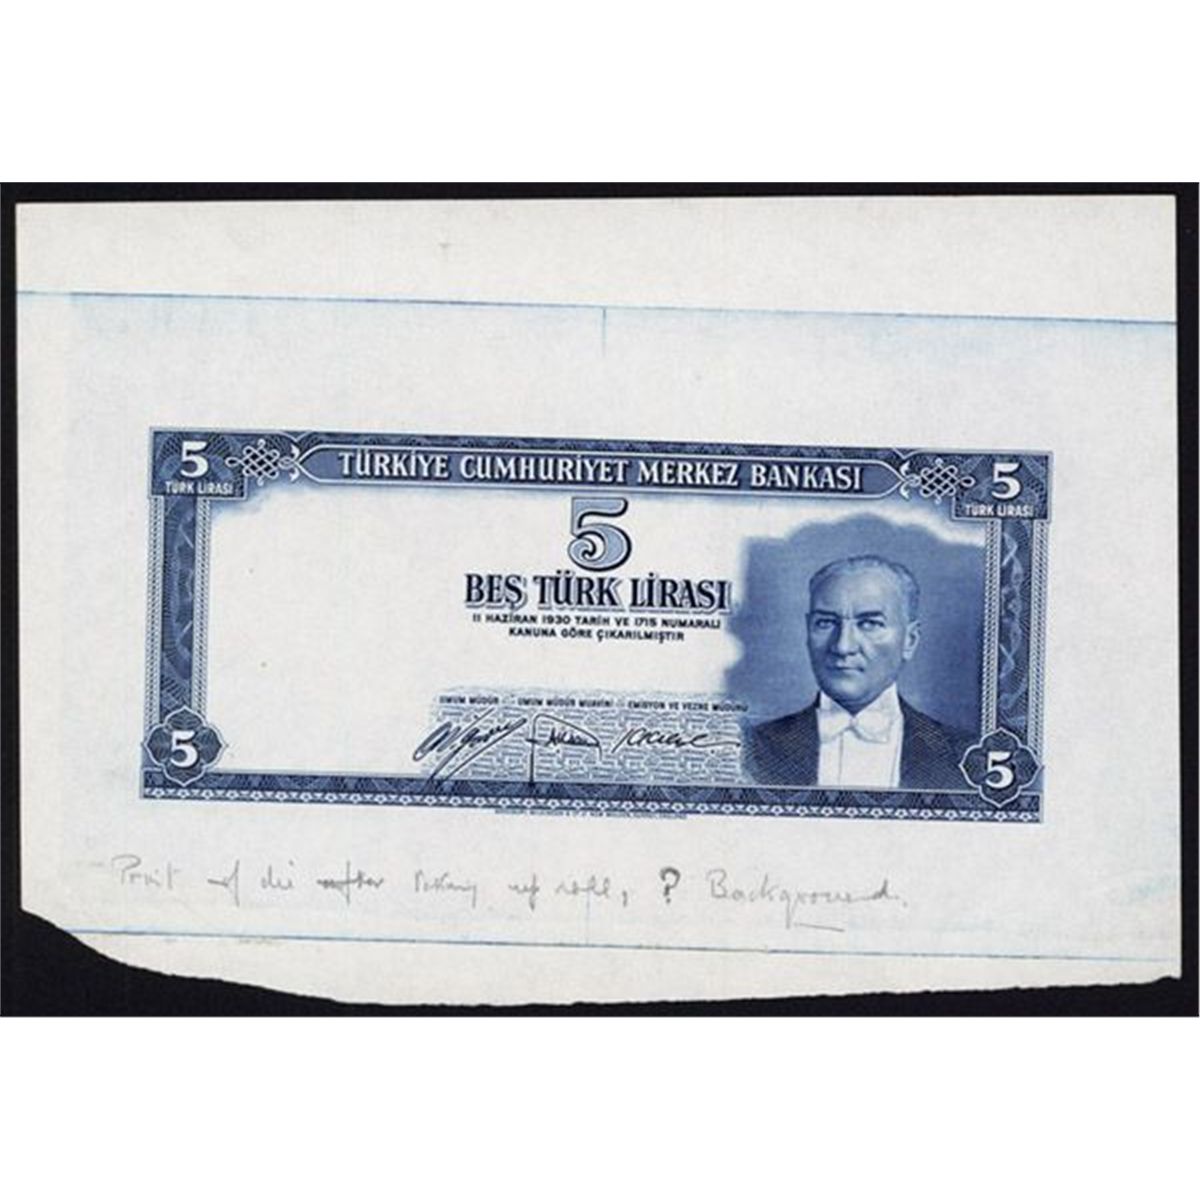 5 TÜRKİYE CUMHURİYET MERKEZ BANKASI 5
TÜRK LİRASI TÜRK LİRASI
5
BEŞ TÜRK LİRASI
11 HAZİRAN 1930 TARİH VE 1715 NUMARALI
KANUNA GÖRE ÇIKARILMIŞTIR
UMUM MÜDÜR UMUM MÜDÜR MUAVİNİ EMİSYON VE VEZNE MÜDÜRÜ
5 5
Print of die after up roll, ? Background.